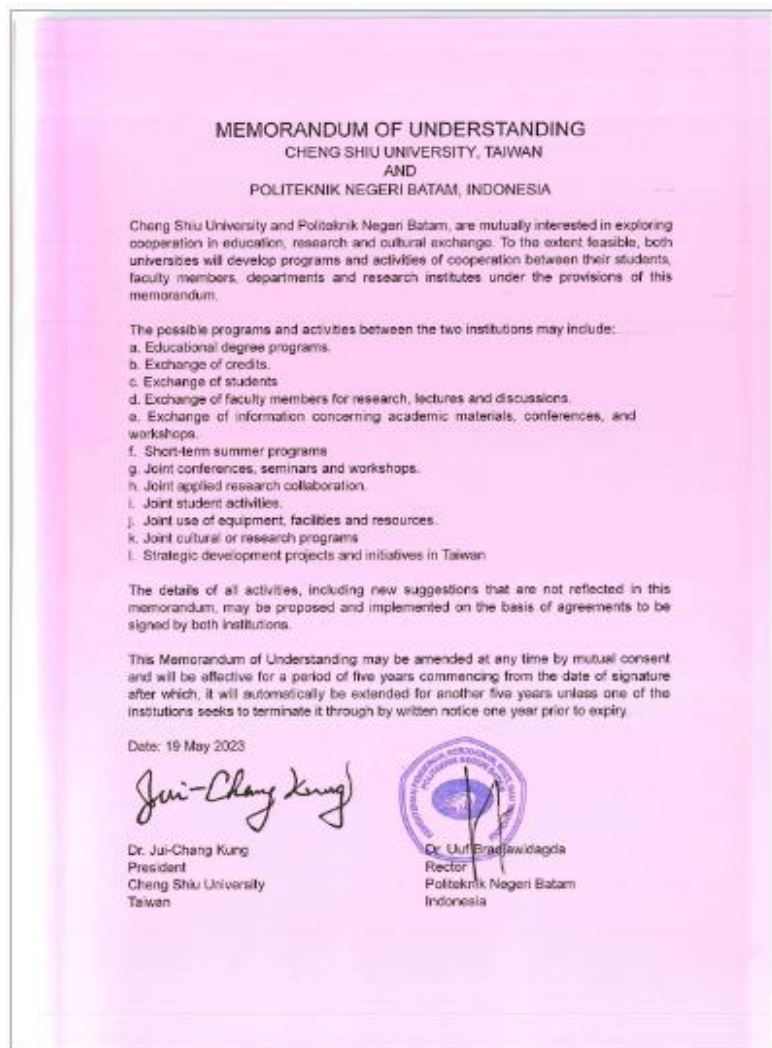 MEMORANDUM OF UNDERSTANDING
CHENG SHIU UNIVERSITY, TAIWAN
AND
POLITEKNIK NEGERI BATAM, INDONESIA
Cheng Shiu University and Politeknik Negeri Batam, are mutually interested in exploring
cooperation in education, research and cultural exchange. To the extent feasible, both
universities will develop programs and activities of cooperation between their students,
faculty members, departments and research institutes under the provisions of this
memorandum.
The possible programs and activities between the two institutions may include:
a. Educational degree programs.
b. Exchange of credits.
c. Exchange of students
d. Exchange of faculty members for research, lectures and discussions.
e. Exchange of information concerning academic materials, conferences, and
workshops.
f. Short-term summer programs
g. Joint conferences, seminars and workshops.
h. Joint applied research collaboration.
i. Joint student activities.
j. Joint use of equipment, facilities and resources.
k. Joint cultural or research programs
l. Strategic development projects and initiatives in Taiwan
The details of all activities, including new suggestions that are not reflected in this
memorandum, may be proposed and implemented on the basis of agreements to be
signed by both institutions.
This Memorandum of Understanding may be amended at any time by mutual consent
and will be effective for a period of five years commencing from the date of signature
after which, it will automatically be extended for another five years unless one of the
institutions seeks to terminate it through by written notice one year prior to expiry.
Date: 19 May 2023
Jui-Chang Kung
POLITEKNIK NEGERI BATAM
Dr. Jui-Chang Kung
President
Cheng Shiu University
Taiwan
Dr. Uuf Brajawidagda
Rector
Politeknik Negeri Batam
Indonesia